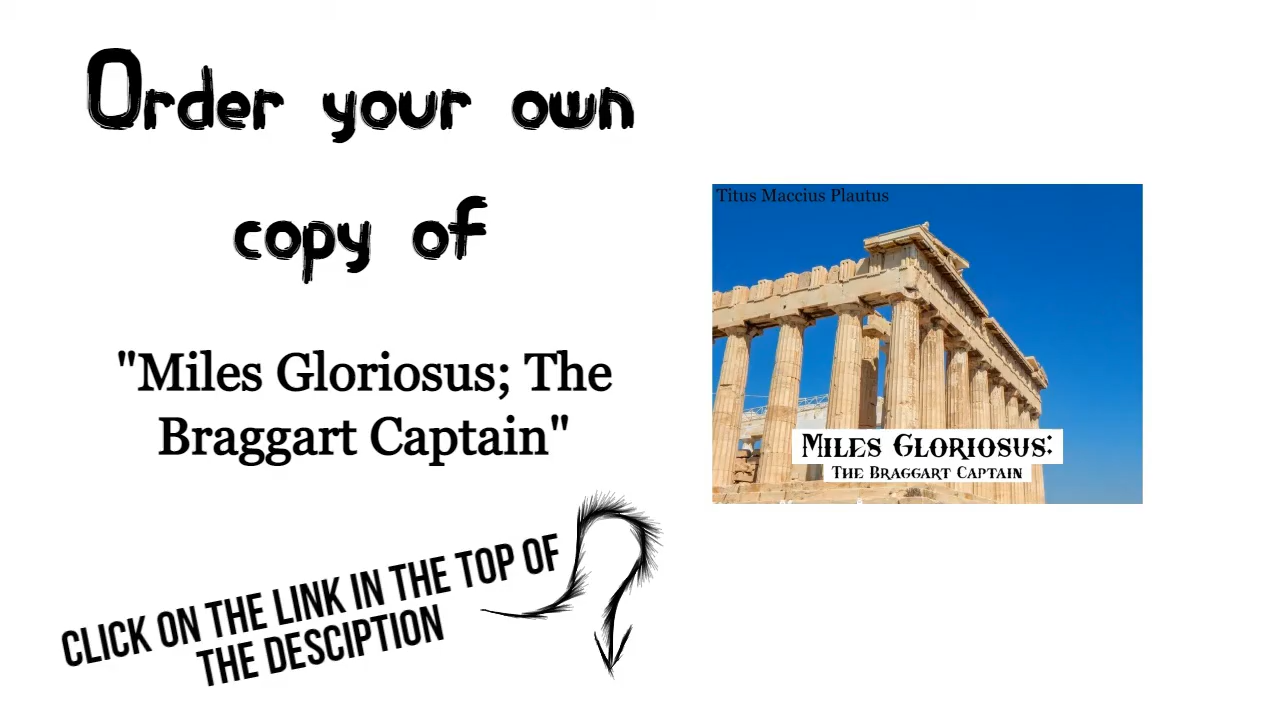 Order your own
copy of
"Miles Gloriosus; The
Braggart Captain"
CLICK ON THE LINK IN THE TOP OF
THE DESCIPTION
Titus Maccius Plautus
Miles Gloriosus:
The Braggart Captain